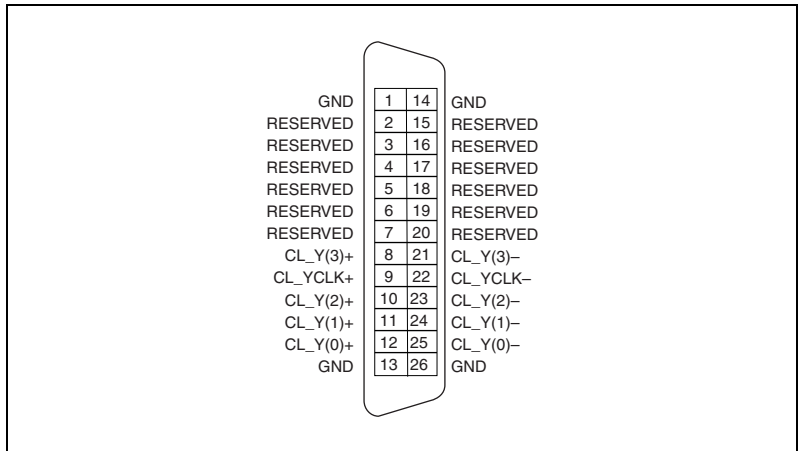 GND 1 14 GND
RESERVED 2 15 RESERVED
RESERVED 3 16 RESERVED
RESERVED 4 17 RESERVED
RESERVED 5 18 RESERVED
RESERVED 6 19 RESERVED
RESERVED 7 20 RESERVED
CL_Y(3)+ 8 21 CL_Y(3)–
CL_YCLK+ 9 22 CL_YCLK–
CL_Y(2)+ 10 23 CL_Y(2)–
CL_Y(1)+ 11 24 CL_Y(1)–
CL_Y(0)+ 12 25 CL_Y(0)–
GND 13 26 GND